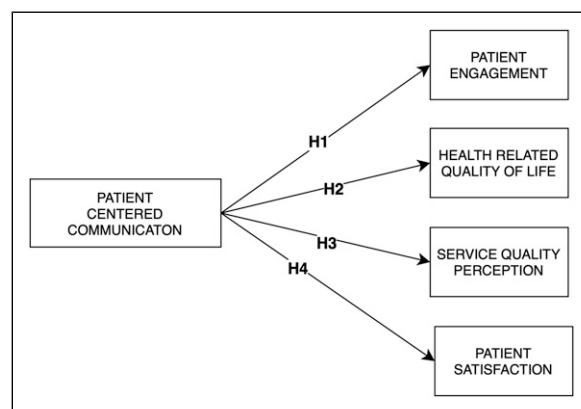 PATIENT
ENGAGEMENT
H1
HEALTH RELATED
QUALITY OF LIFE
H2
PATIENT
CENTERED
COMMUNICATON
H3
SERVICE QUALITY
PERCEPTION
H4
PATIENT
SATISFACTION